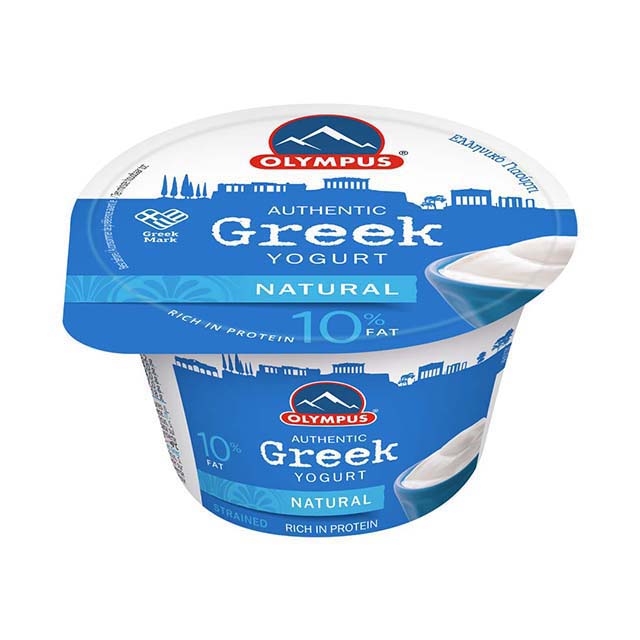 OLYMPUS®
Ελληνικό Γιαούρτι
AUTHENTIC
Greek
YOGURT
Greek
Mark
NATURAL
RICH IN PROTEIN
10%
FAT
OLYMPUS®
AUTHENTIC
Greek
YOGURT
NATURAL
10%
FAT
STRAINED
RICH IN PROTEIN